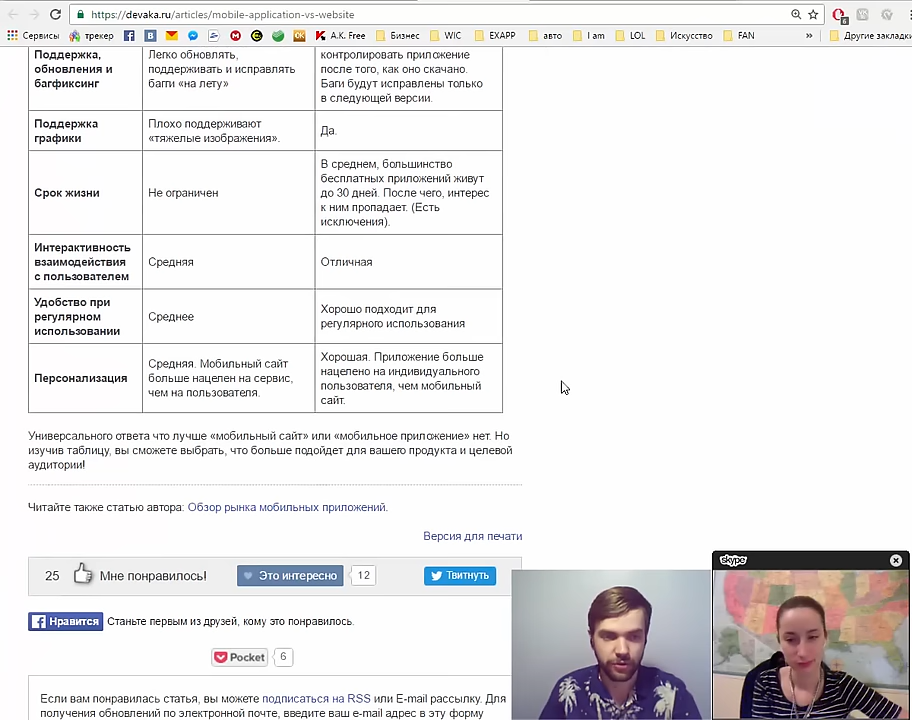 https://devaka.ru/articles/mobile-application-vs-website
6
Сервисы
трекер
A.K. Free
Бизнес
WIC
EXAPP
авто
I am
LOL
Искусство
FAN
»
Другие закладки
Поддержка, обновления и багфиксинг
Легко обновлять,
поддерживать и исправлять
багги «на лету»
контролировать приложение
после того, как оно скачано.
Баги будут исправлены только
в следующей версии.
Поддержка
графики
Плохо поддерживают
«тяжелые изображения».
Да.
Срок жизни
Не ограничен
В среднем, большинство
бесплатных приложений живут
до 30 дней. После чего, интерес
к ним пропадает. (Есть
исключения).
Интерактивность
взаимодействия
с пользователем
Средняя
Отличная
Удобство при
регулярном
использовании
Среднее
Хорошо подходит для
регулярного использования
Персонализация
Средняя. Мобильный сайт
больше нацелен на сервис,
чем на пользователя.
Хорошая. Приложение больше
нацелено на индивидуального
пользователя, чем мобильный
сайт.
Универсального ответа что лучше «мобильный сайт» или «мобильное приложение» нет. Но
изучив таблицу, вы сможете выбрать, что больше подойдет для вашего продукта и целевой
аудитории!
Читайте также статью автора: Обзор рынка мобильных приложений.
Версия для печати
25 Мне понравилось!
Это интересно 12
Твитнуть
Нравится Станьте первым из друзей, кому это понравилось.
Pocket 6
Если вам понравилась статья, вы можете подписаться на RSS или E-mail рассылку. Для
получения обновлений по электронной почте, введите ваш e-mail адрес в эту форму
skype